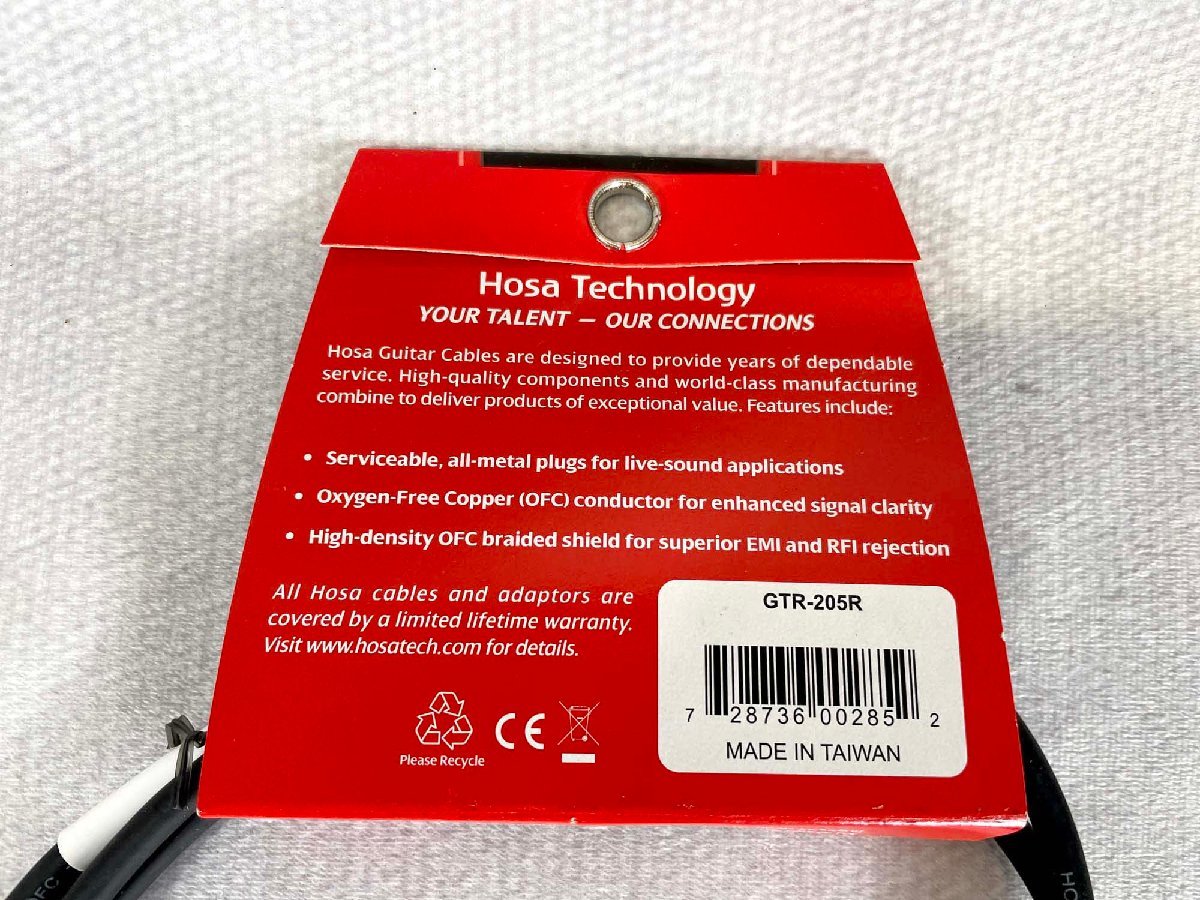 Hosa Technology
YOUR TALENT — OUR CONNECTIONS
Hosa Guitar Cables are designed to provide years of dependable
service. High-quality components and world-class manufacturing
combine to deliver products of exceptional value. Features include:
• Serviceable, all-metal plugs for live-sound applications
• Oxygen-Free Copper (OFC) conductor for enhanced signal clarity
• High-density OFC braided shield for superior EMI and RFI rejection
All Hosa cables and adaptors are
covered by a limited lifetime warranty.
Visit www.hosatech.com for details.
Please Recycle
CE
GTR-205R
7 28736 00285 2
MADE IN TAIWAN
OFC
HO